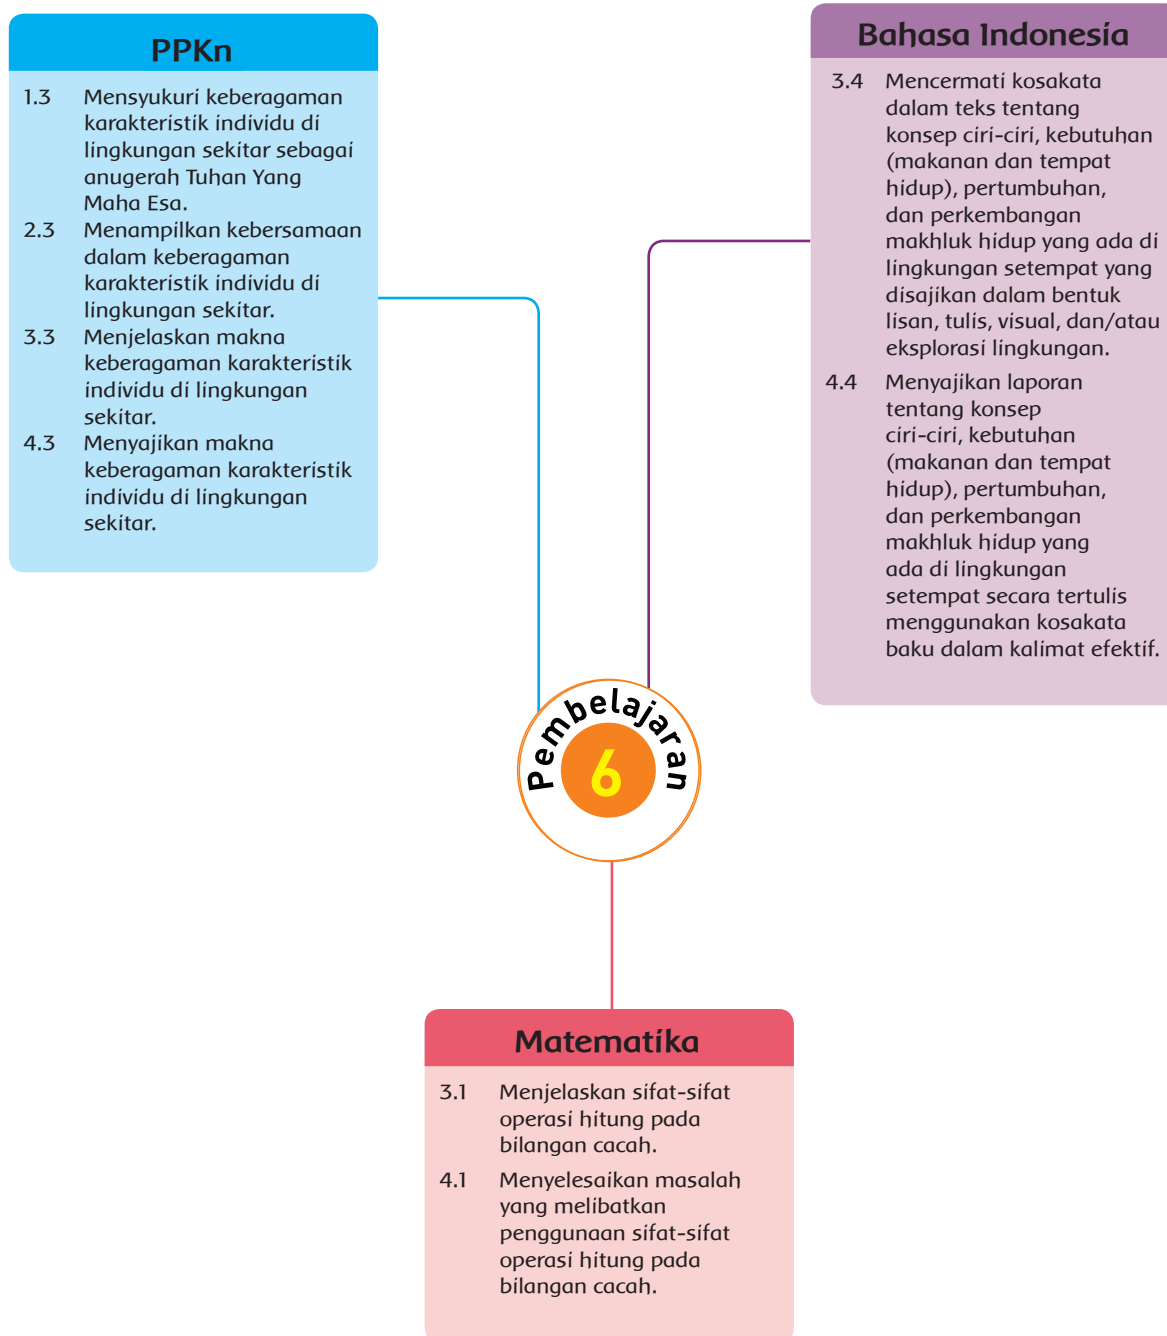 PPKn
1.3 Mensyukuri keberagaman
karakteristik individu di
lingkungan sekitar sebagai
anugerah Tuhan Yang
Maha Esa.
2.3 Menampilkan kebersamaan
dalam keberagaman
karakteristik individu di
lingkungan sekitar.
3.3 Menjelaskan makna
keberagaman karakteristik
individu di lingkungan
sekitar.
4.3 Menyajikan makna
keberagaman karakteristik
individu di lingkungan
sekitar.
Bahasa Indonesia
3.4 Mencermati kosakata
dalam teks tentang
konsep ciri-ciri, kebutuhan
(makanan dan tempat
hidup), pertumbuhan,
dan perkembangan
makhluk hidup yang ada di
lingkungan setempat yang
disajikan dalam bentuk
lisan, tulis, visual, dan/atau
eksplorasi lingkungan.
4.4 Menyajikan laporan
tentang konsep
ciri-ciri, kebutuhan
(makanan dan tempat
hidup), pertumbuhan,
dan perkembangan
makhluk hidup yang
ada di lingkungan
setempat secara tertulis
menggunakan kosakata
baku dalam kalimat efektif.
Pembelajaran
6
Matematika
3.1 Menjelaskan sifat-sifat
operasi hitung pada
bilangan cacah.
4.1 Menyelesaikan masalah
yang melibatkan
penggunaan sifat-sifat
operasi hitung pada
bilangan cacah.